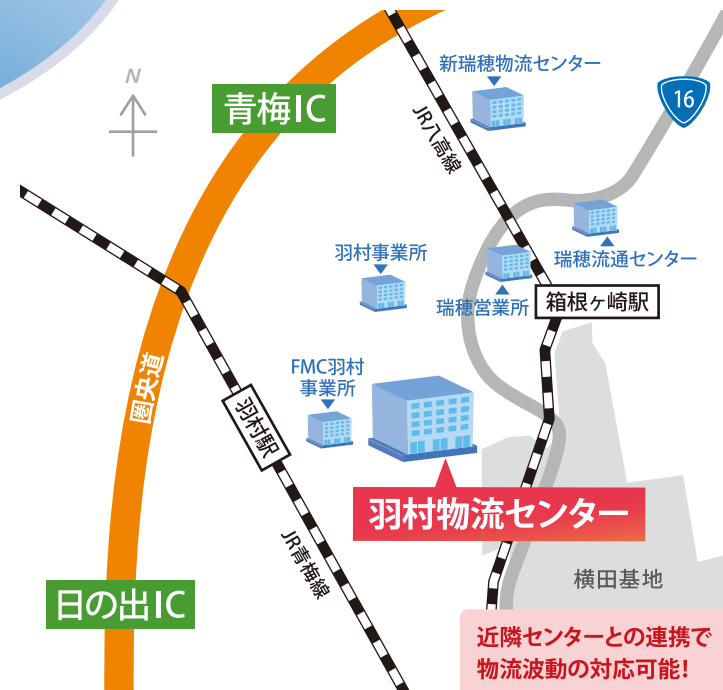 N
青梅IC
新瑞穂物流センター
16
JR八高線
羽村事業所
瑞穂流通センター
瑞穂営業所
箱根ヶ崎駅
圏央道
FMC羽村
事業所
羽村駅
羽村物流センター
JR青梅線
横田基地
日の出IC
近隣センターとの連携で
物流波動の対応可能!